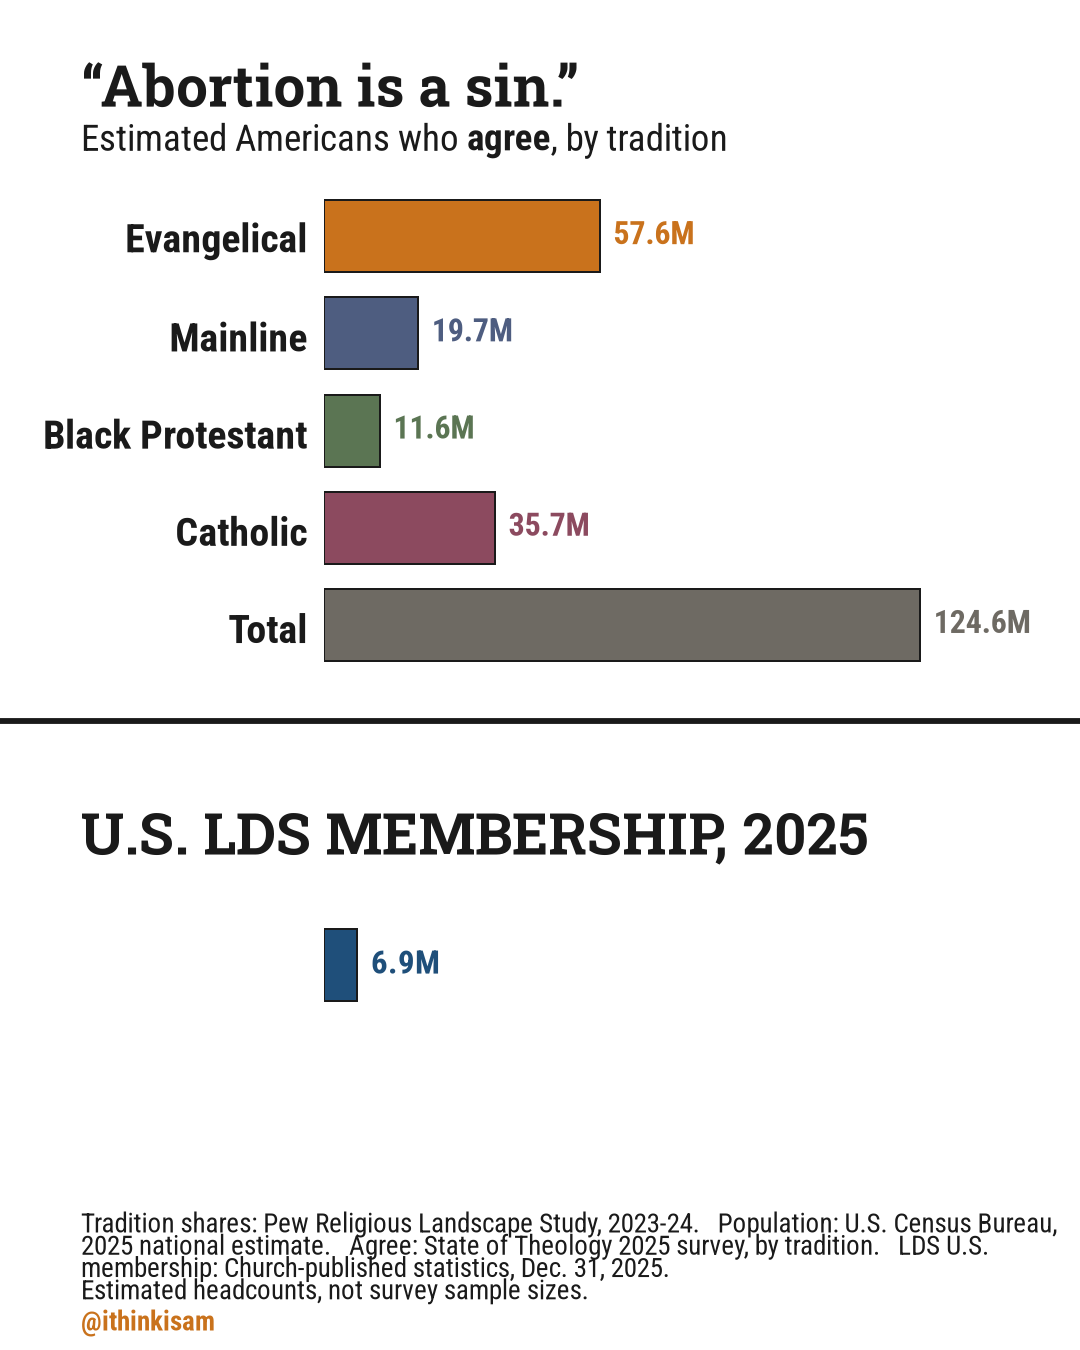 “Abortion is a sin.”
Estimated Americans who agree, by tradition
Evangelical 57.6M
Mainline 19.7M
Black Protestant 11.6M
Catholic 35.7M
Total 124.6M
U.S. LDS MEMBERSHIP, 2025
6.9M
Tradition shares: Pew Religious Landscape Study, 2023-24. Population: U.S. Census Bureau,
2025 national estimate. Agree: State of Theology 2025 survey, by tradition. LDS U.S.
membership: Church-published statistics, Dec. 31, 2025.
Estimated headcounts, not survey sample sizes.
@ithinkisam